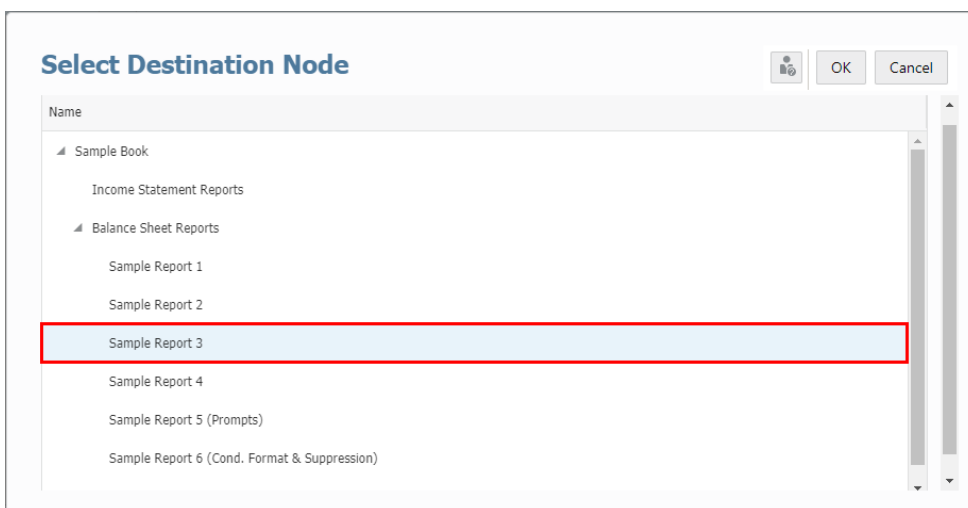 Select Destination Node
OK
Cancel
Name
Sample Book
Income Statement Reports
Balance Sheet Reports
Sample Report 1
Sample Report 2
Sample Report 3
Sample Report 4
Sample Report 5 (Prompts)
Sample Report 6 (Cond. Format & Suppression)